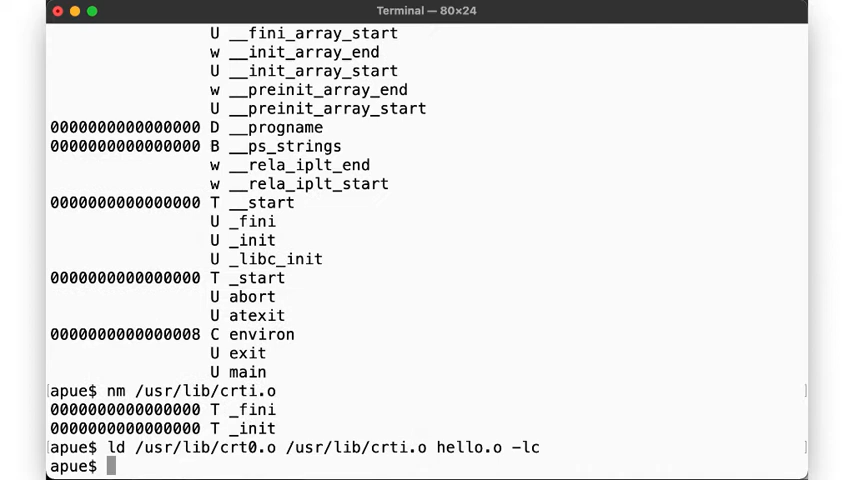 Terminal — 80×24
U __fini_array_start
w __init_array_end
U __init_array_start
w __preinit_array_end
U __preinit_array_start
0000000000000000 D __progname
0000000000000000 B __ps_strings
w __rela_iplt_end
w __rela_iplt_start
0000000000000000 T __start
U _fini
U _init
U _libc_init
0000000000000000 T _start
U abort
U atexit
0000000000000008 C environ
U exit
U main
apue$ nm /usr/lib/crti.o
0000000000000000 T _fini
0000000000000000 T _init
apue$ ld /usr/lib/crt0.o /usr/lib/crti.o hello.o -lc
apue$